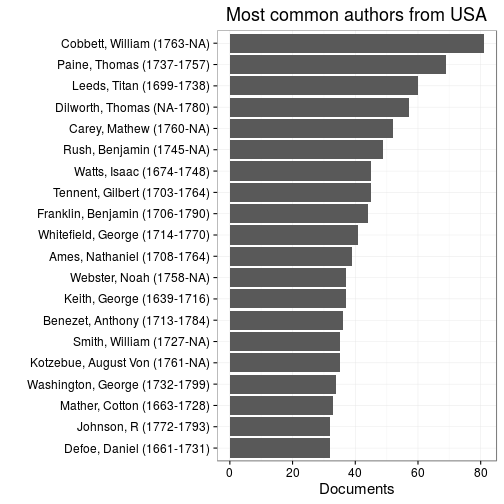 Most common authors from USA
Cobbett, William (1763-NA)
Paine, Thomas (1737-1757)
Leeds, Titan (1699-1738)
Dilworth, Thomas (NA-1780)
Carey, Mathew (1760-NA)
Rush, Benjamin (1745-NA)
Watts, Isaac (1674-1748)
Tennent, Gilbert (1703-1764)
Franklin, Benjamin (1706-1790)
Whitefield, George (1714-1770)
Ames, Nathaniel (1708-1764)
Webster, Noah (1758-NA)
Keith, George (1639-1716)
Benezet, Anthony (1713-1784)
Smith, William (1727-NA)
Kotzebue, August Von (1761-NA)
Washington, George (1732-1799)
Mather, Cotton (1663-1728)
Johnson, R (1772-1793)
Defoe, Daniel (1661-1731)
0 20 40 60 80
Documents